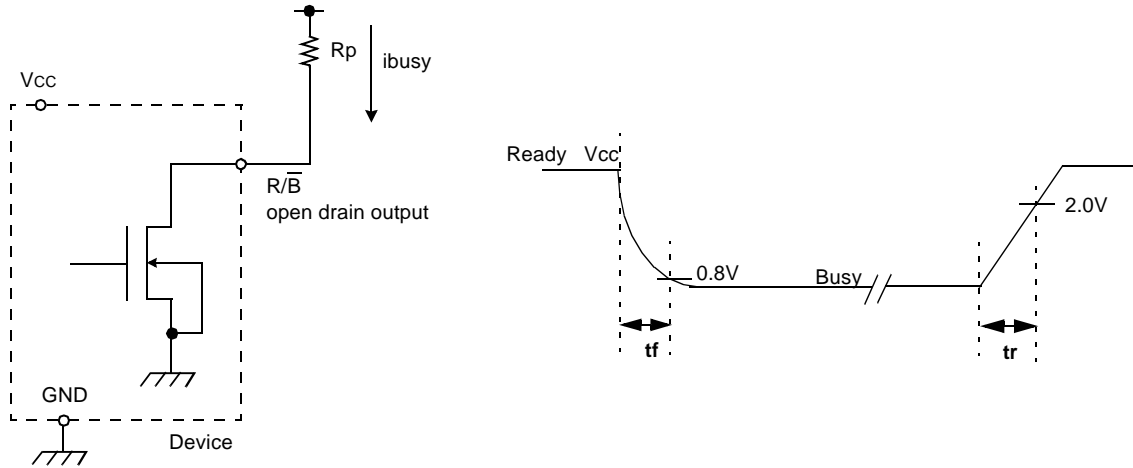 Rp
ibusy
VCC
R/B̅
open drain output
GND
Device
Ready Vcc
2.0V
0.8V
Busy
tf
tr